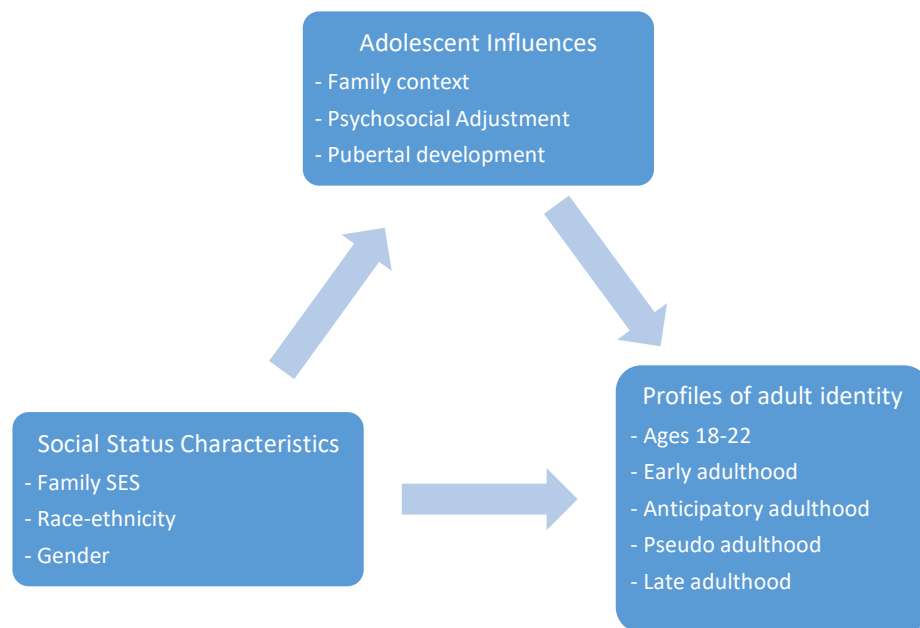 Adolescent Influences
- Family context
- Psychosocial Adjustment
- Pubertal development
Social Status Characteristics
- Family SES
- Race-ethnicity
- Gender
Profiles of adult identity
- Ages 18-22
- Early adulthood
- Anticipatory adulthood
- Pseudo adulthood
- Late adulthood